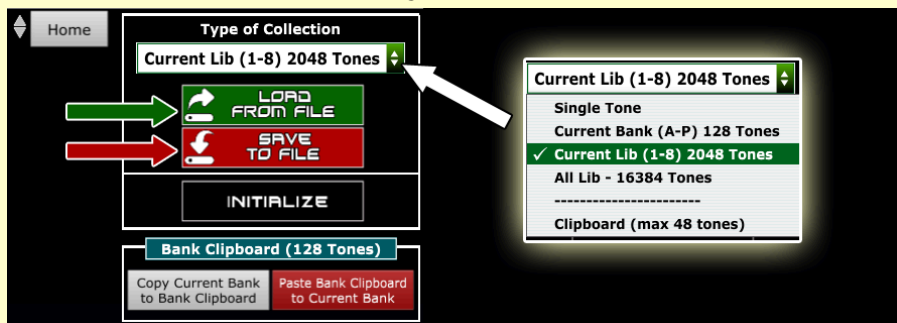 Home
Type of Collection
Current Lib (1-8) 2048 Tones
LOAD
FROM FILE
SAVE
TO FILE
INITIALIZE
Bank Clipboard (128 Tones)
Copy Current Bank
to Bank Clipboard
Paste Bank Clipboard
to Current Bank
Current Lib (1-8) 2048 Tones
Single Tone
Current Bank (A-P) 128 Tones
✓ Current Lib (1-8) 2048 Tones
All Lib - 16384 Tones
------------------------
Clipboard (max 48 tones)